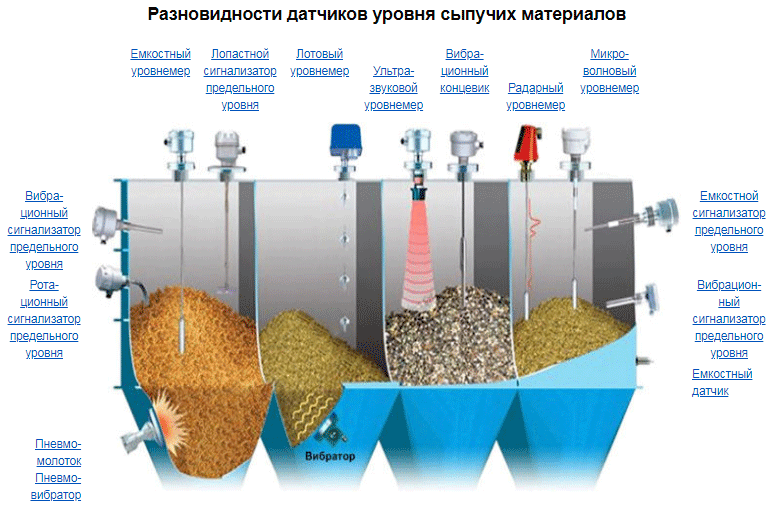 Разновидности датчиков уровня сыпучих материалов
Емкостный
уровнемер
Лопастной
сигнализатор
предельного
уровня
Лотовый
уровнемер
Ультра-
звуковой
уровнемер
Вибра-
ционный
концевик
Радарный
уровнемер
Микро-
волновый
уровнемер
Вибра-
ционный
сигнализатор
предельного
уровня
Рота-
ционный
сигнализатор
предельного
уровня
Емкостной
сигнализатор
предельного
уровня
Вибрацион-
ный
сигнализатор
предельного
уровня
Емкостный
датчик
Пневмо-
молоток
Пневмо-
вибратор
Вибратор